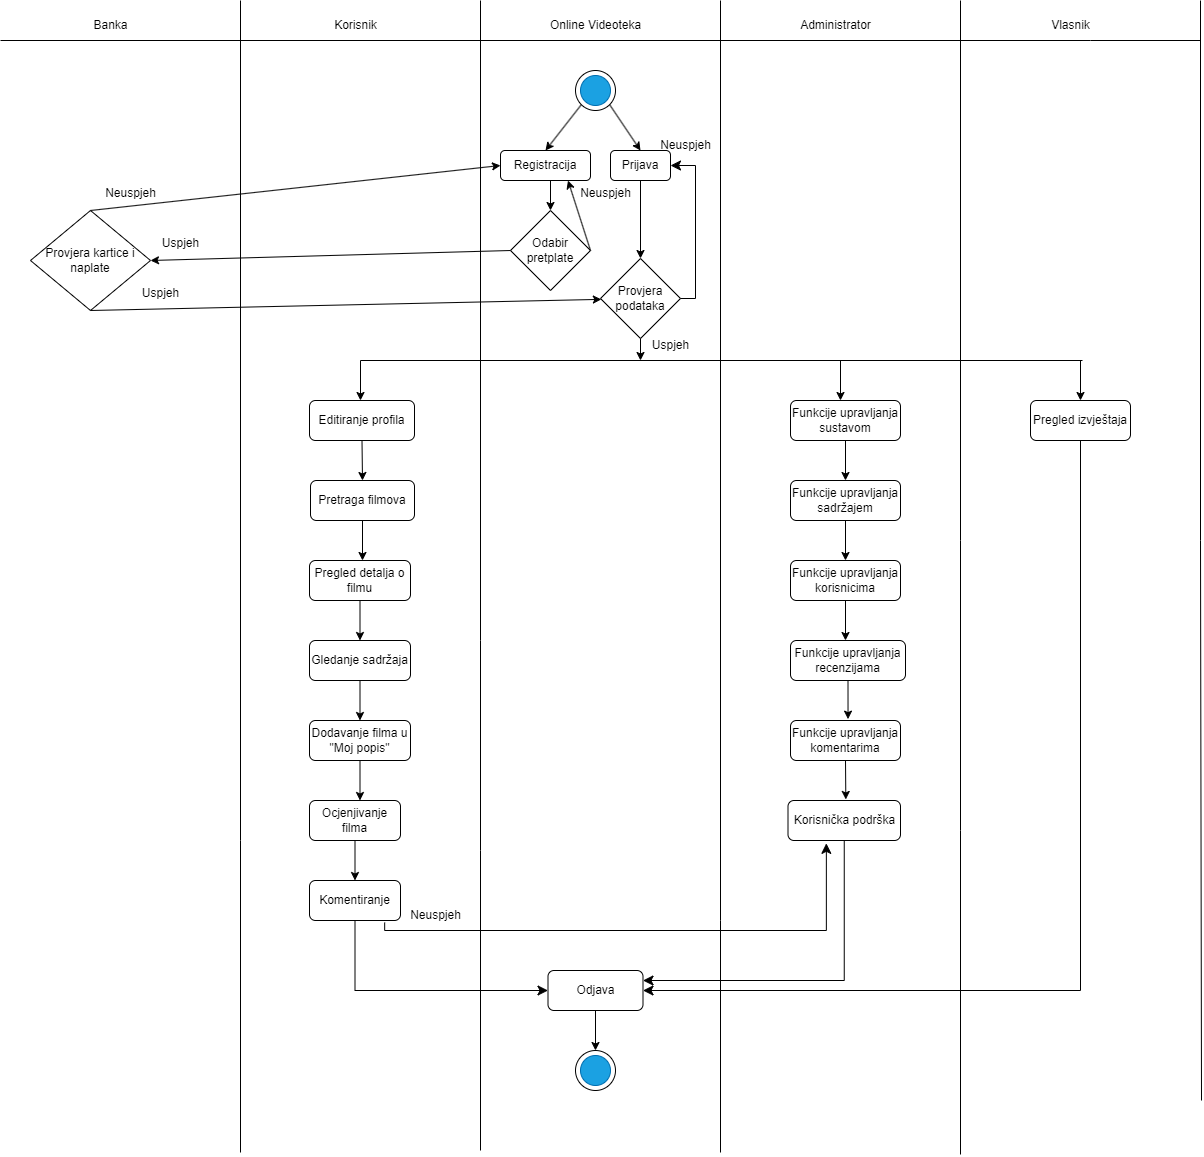 Banka
Korisnik
Online Videoteka
Administrator
Vlasnik
Registracija
Prijava
Neuspjeh
Neuspjeh
Neuspjeh
Odabir
pretplate
Uspjeh
Provjera kartice i
naplate
Uspjeh
Provjera
podataka
Uspjeh
Editiranje profila
Funkcije upravljanja
sustavom
Pregled izvještaja
Pretraga filmova
Funkcije upravljanja
sadržajem
Pregled detalja o
filmu
Funkcije upravljanja
korisnicima
Gledanje sadržaja
Funkcije upravljanja
recenzijama
Dodavanje filma u
"Moj popis"
Funkcije upravljanja
komentarima
Ocjenjivanje
filma
Korisnička podrška
Komentiranje
Neuspjeh
Odjava